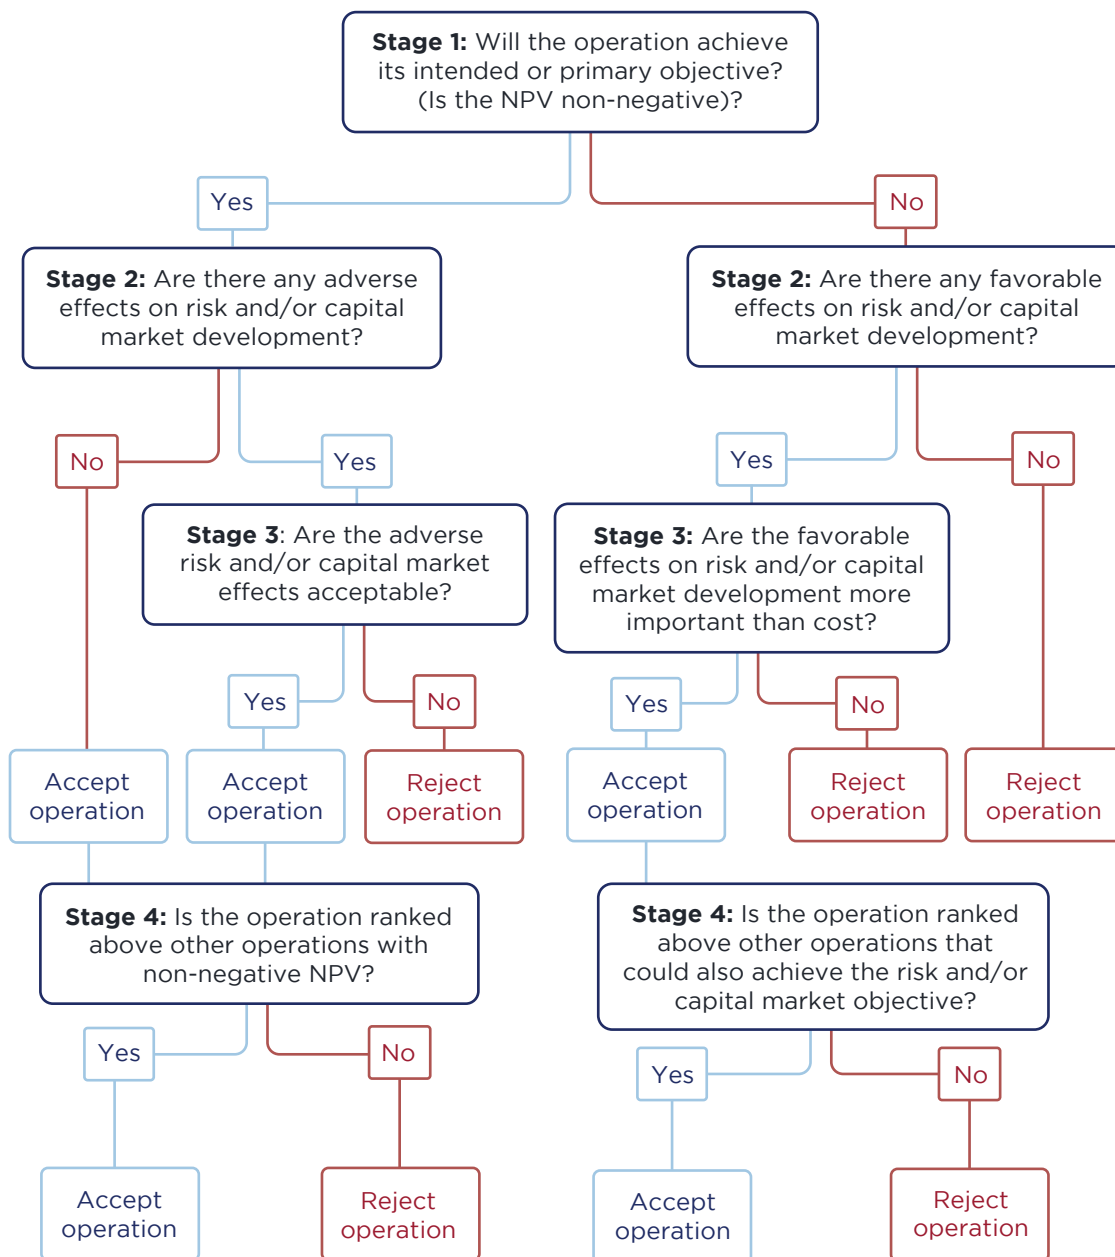 Stage 1: Will the operation achieve
its intended or primary objective?
(Is the NPV non-negative)?
Yes
No
Stage 2: Are there any adverse
effects on risk and/or capital
market development?
Stage 2: Are there any favorable
effects on risk and/or capital
market development?
No
Yes
Yes
No
Stage 3: Are the adverse
risk and/or capital market
effects acceptable?
Stage 3: Are the favorable
effects on risk and/or capital
market development more
important than cost?
Yes
No
Yes
No
Accept
operation
Accept
operation
Reject
operation
Accept
operation
Reject
operation
Reject
operation
Stage 4: Is the operation ranked
above other operations with
non-negative NPV?
Stage 4: Is the operation ranked
above other operations that
could also achieve the risk and/or
capital market objective?
Yes
No
Yes
No
Accept
operation
Reject
operation
Accept
operation
Reject
operation